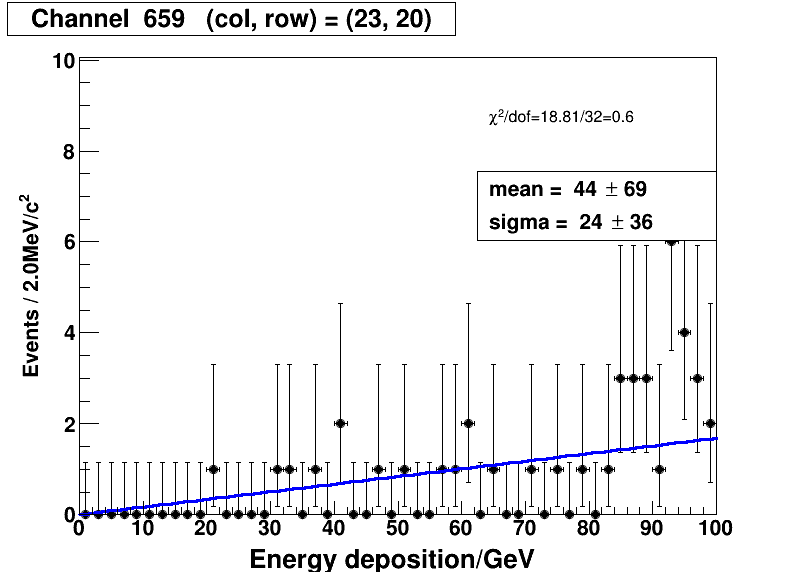 Channel 659 (col, row) = (23, 20)
10
χ²/dof=18.81/32=0.6
8
mean = 44 ± 69
sigma = 24 ± 36
6
4
2
0
Events / 2.0MeV/c²
0 10 20 30 40 50 60 70 80 90 100
Energy deposition/GeV